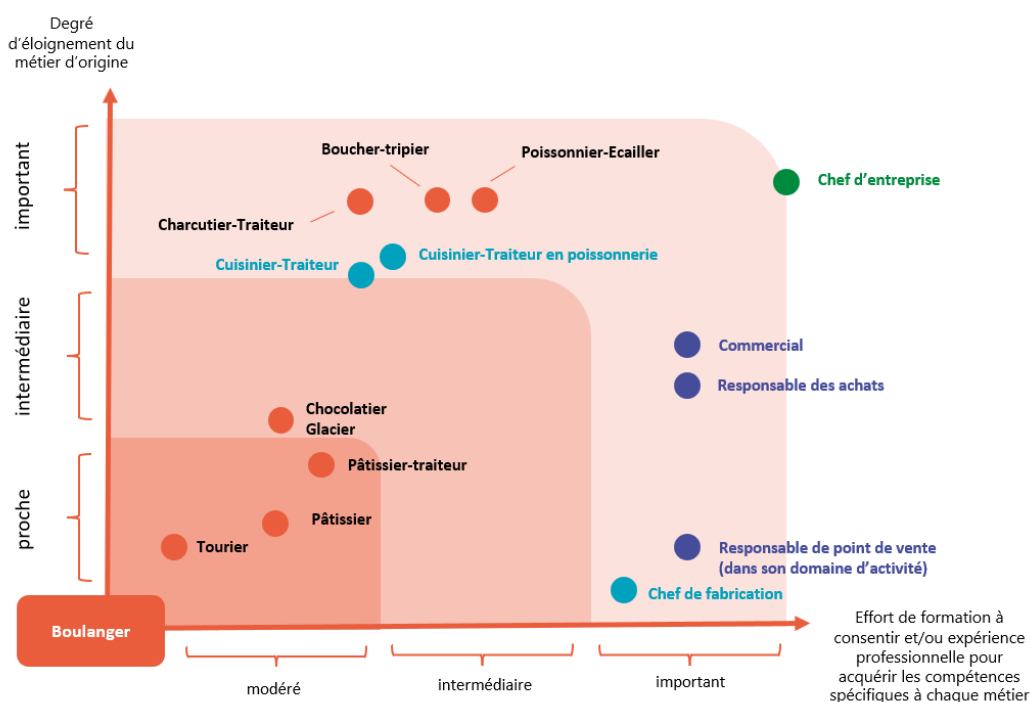 Degré
d'éloignement du
métier d'origine
important
Boucher-tripier
Poissonnier-Ecailler
Chef d'entreprise
Charcutier-Traiteur
Cuisinier-Traiteur en poissonnerie
Cuisinier-Traiteur
intermédiaire
Commercial
Responsable des achats
Chocolatier
Glacier
Pâtissier-traiteur
proche
Pâtissier
Tourier
Responsable de point de vente
(dans son domaine d'activité)
Chef de fabrication
Boulanger
Effort de formation à
consentir et/ou expérience
professionnelle pour
acquérir les compétences
spécifiques à chaque métier
modéré
intermédiaire
important